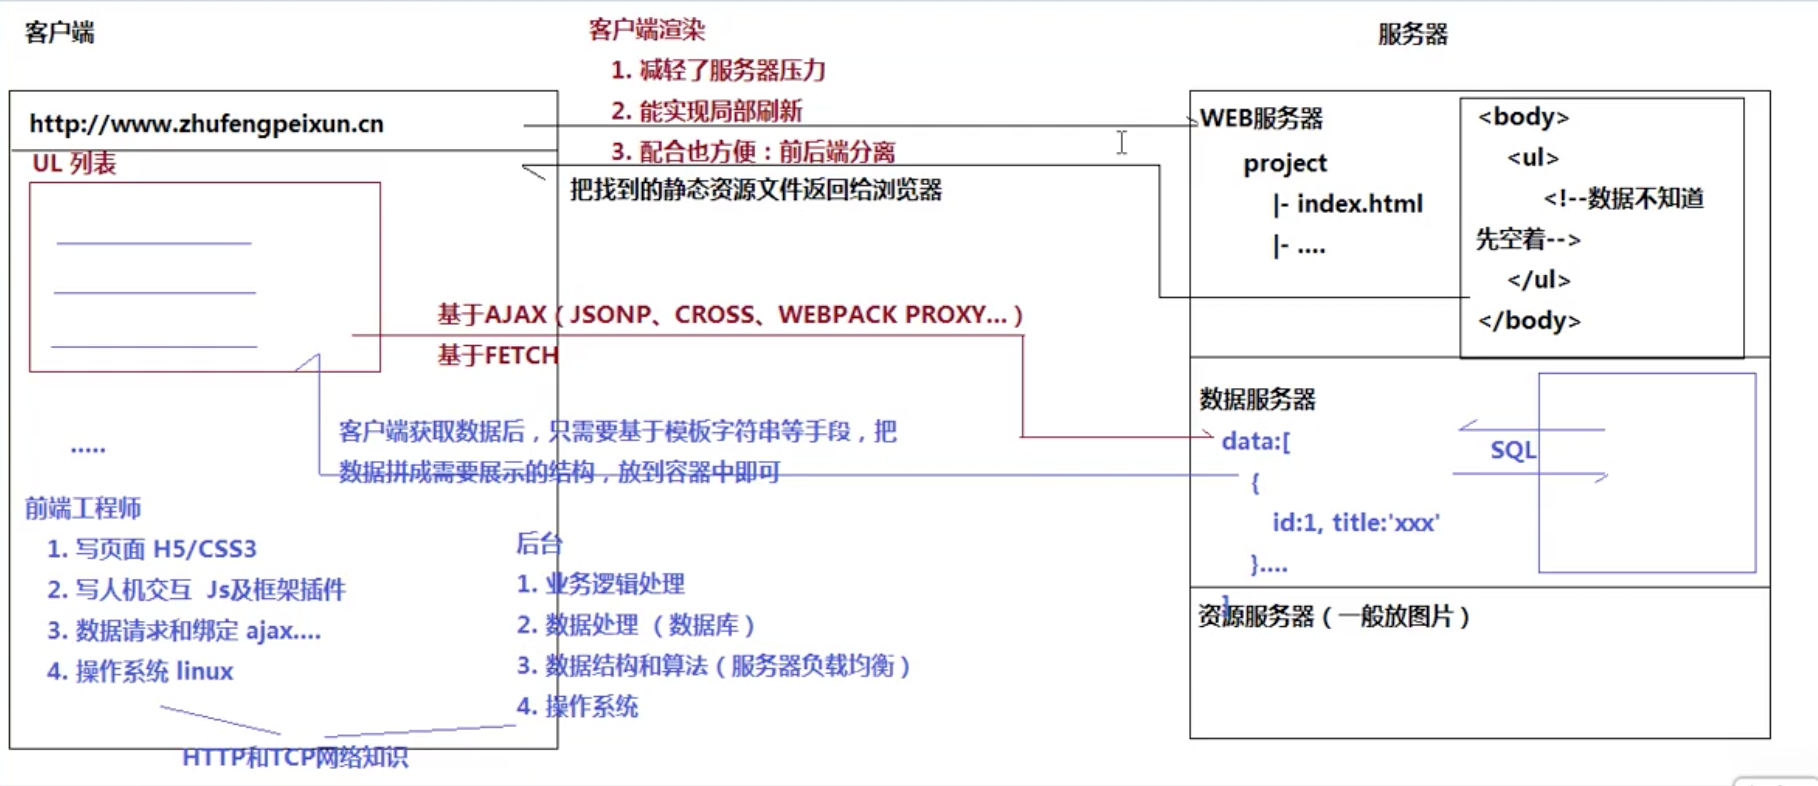 客户端
http://www.zhufengpeixun.cn
UL 列表
.....
前端工程师
1. 写页面 H5/CSS3
2. 写人机交互 Js及框架插件
3. 数据请求和绑定 ajax....
4. 操作系统 linux
HTTP和TCP网络知识
客户端渲染
1. 减轻了服务器压力
2. 能实现局部刷新
3. 配合也方便：前后端分离
把找到的静态资源文件返回给浏览器
基于AJAX（JSONP、CROSS、WEBPACK PROXY...）
基于FETCH
客户端获取数据后，只需要基于模板字符串等手段，把
数据拼成需要展示的结构，放到容器中即可
后台
1. 业务逻辑处理
2. 数据处理 （数据库）
3. 数据结构和算法（服务器负载均衡）
4. 操作系统
服务器
WEB服务器
project
|- index.html
|- ....
<body>
<ul>
<!--数据不知道
先空着-->
</ul>
</body>
数据服务器
data:[
{
id:1, title:'xxx'
}....
]
SQL
资源服务器（一般放图片）